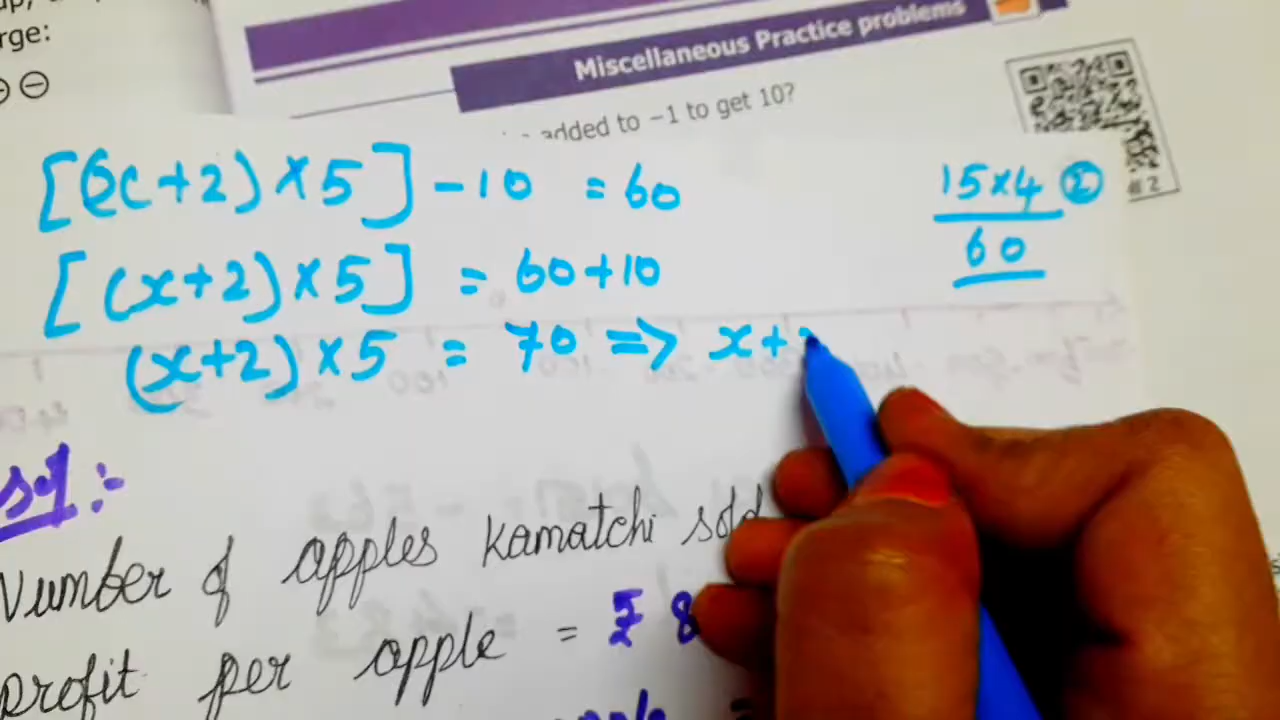 rge:
Miscellaneous Practice problems
added to −1 to get 10?
[(x+2)×5]-10 = 60
15×4
60
#2
[(x+2)×5] = 60+10
(x+2)×5 = 70 => x+
Number of apples Kamatchi sold
profit per apple = ₹ 8